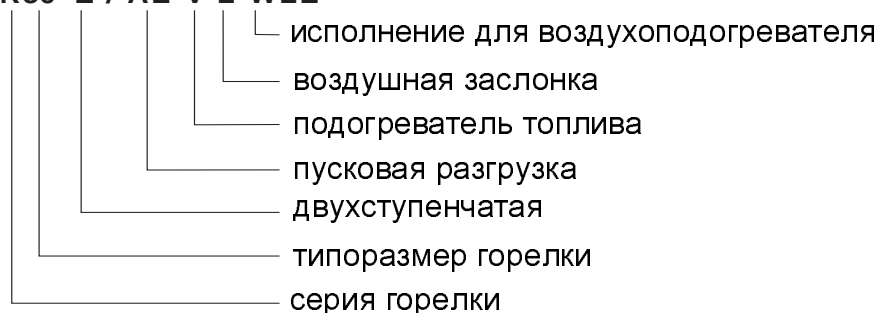 исполнение для воздухоподогревателя
воздушная заслонка
подогреватель топлива
пусковая разгрузка
двухступенчатая
типоразмер горелки
серия горелки